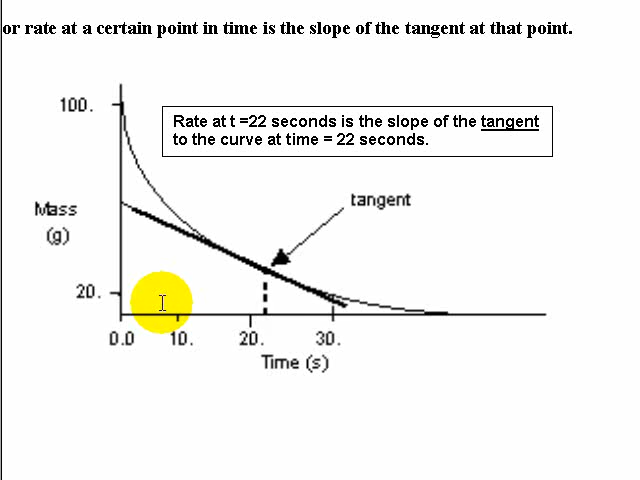 or rate at a certain point in time is the slope of the tangent at that point.
100.
Rate at t =22 seconds is the slope of the tangent
to the curve at time = 22 seconds.
tangent
Mass
(g)
20.
0.0 10. 20. 30.
Time (s)